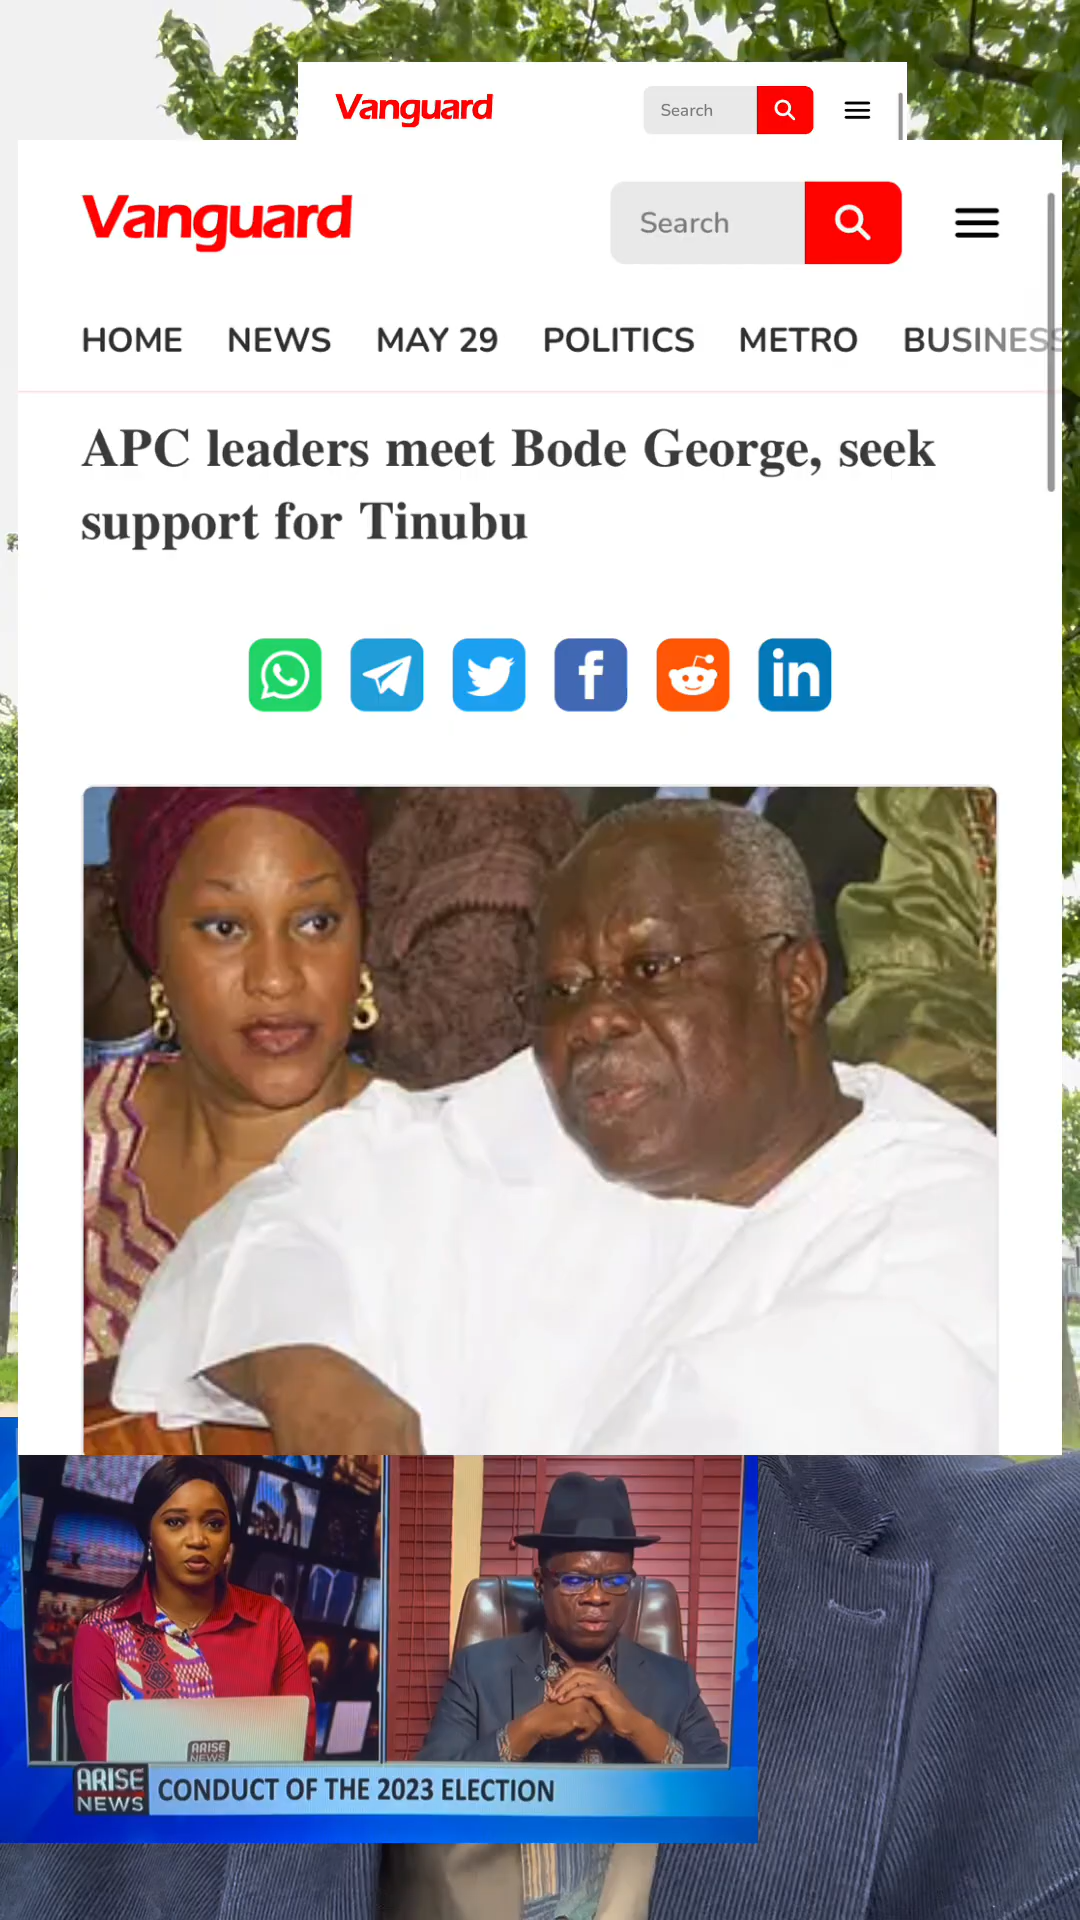 Vanguard
Search
Vanguard
Search
HOME NEWS MAY 29 POLITICS METRO BUSINESS
APC leaders meet Bode George, seek
support for Tinubu
ARISE
NEWS
ARISE
NEWS
CONDUCT OF THE 2023 ELECTION